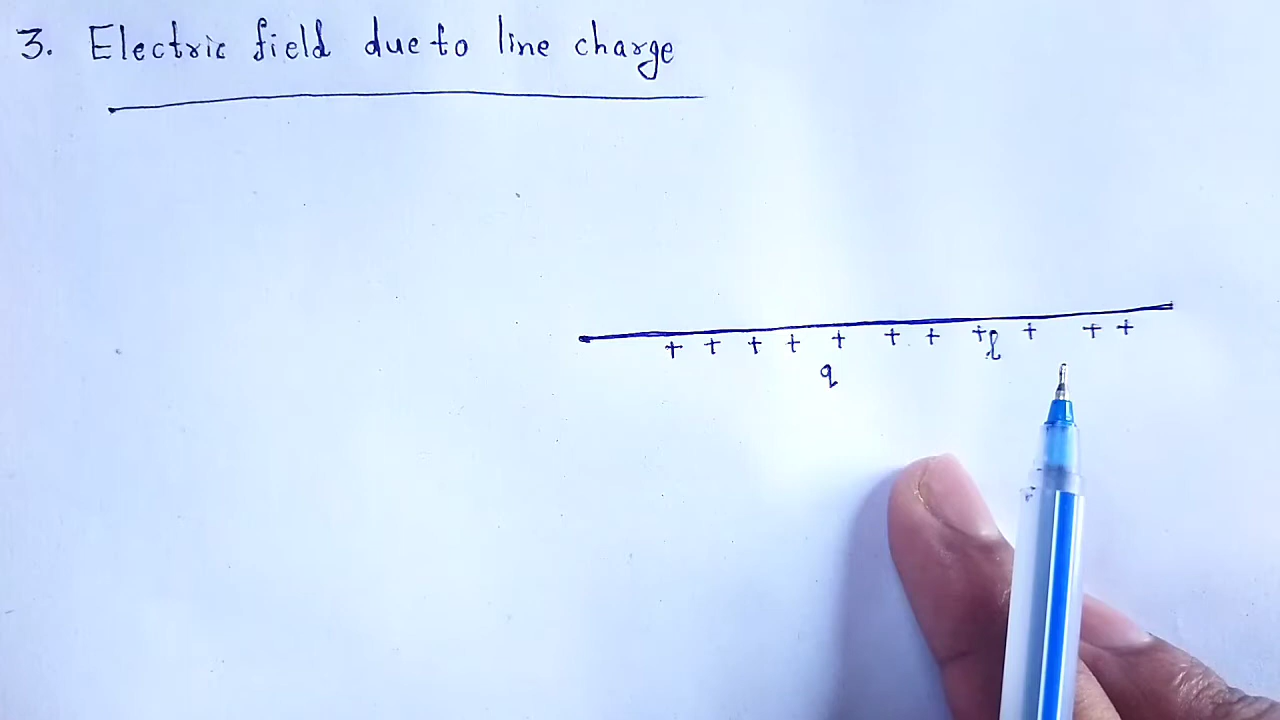 3. Electric field due to line charge
+ + + + + + + + + + +
q l